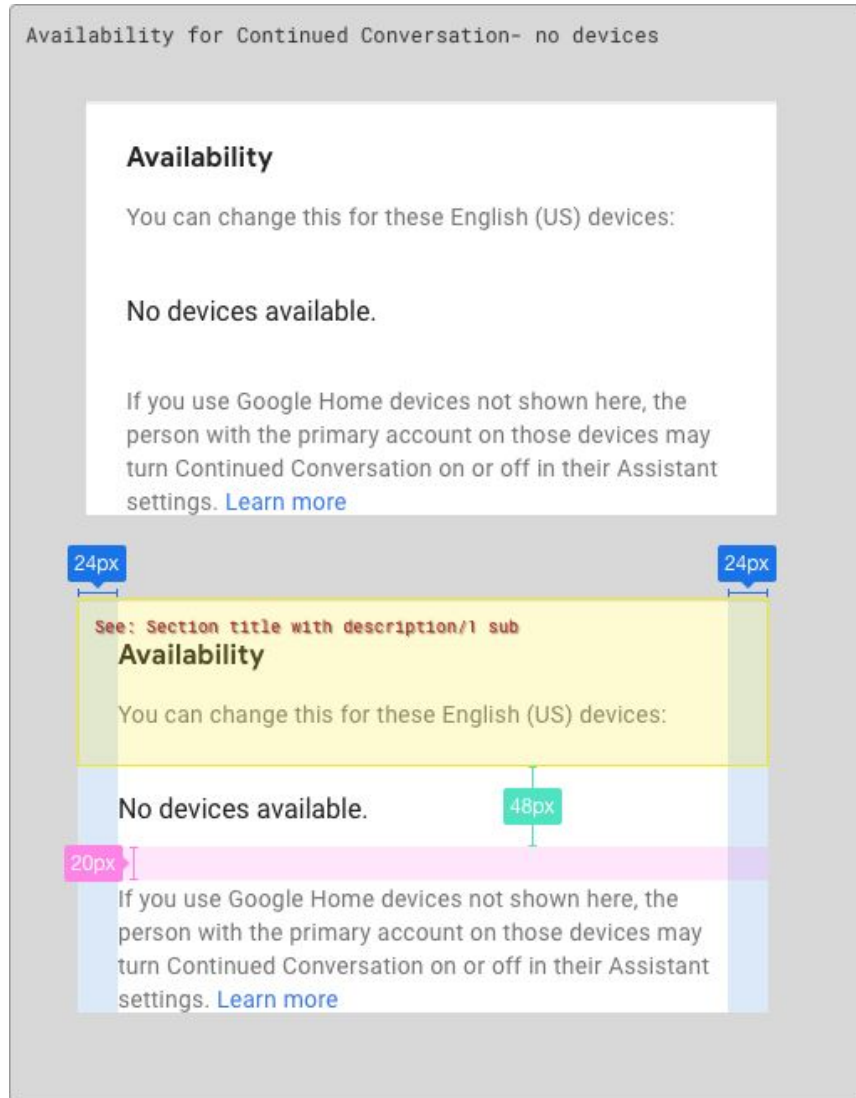 Availability for Continued Conversation- no devices
Availability
You can change this for these English (US) devices:
No devices available.
If you use Google Home devices not shown here, the
person with the primary account on those devices may
turn Continued Conversation on or off in their Assistant
settings. Learn more
24px
24px
See: Section title with description/1 sub
Availability
You can change this for these English (US) devices:
No devices available.
48px
20px
If you use Google Home devices not shown here, the
person with the primary account on those devices may
turn Continued Conversation on or off in their Assistant
settings. Learn more